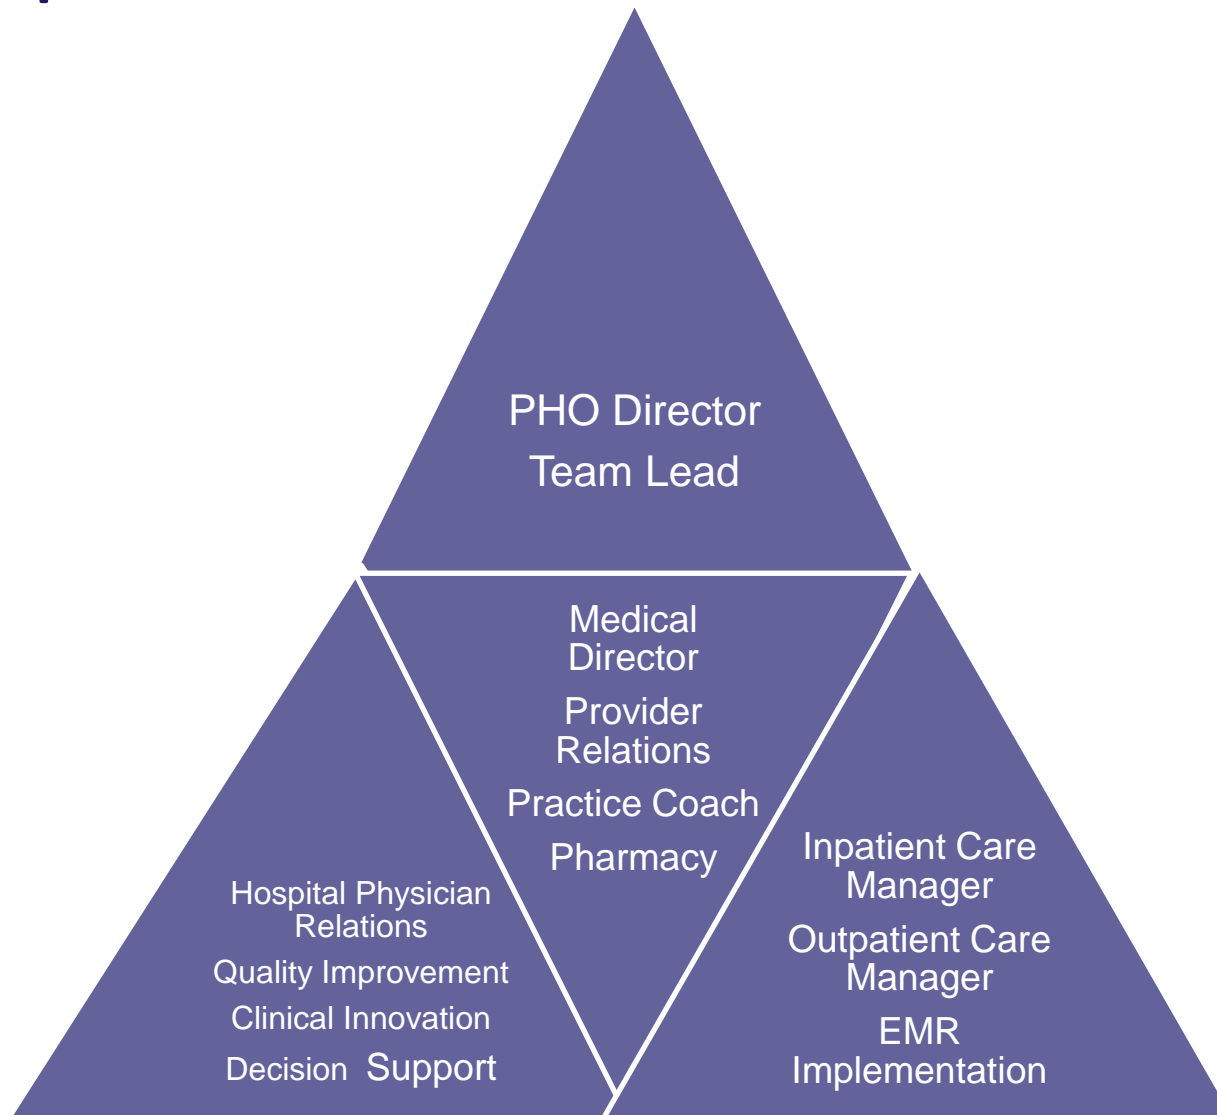 PHO Director
Team Lead
Medical
Director
Provider
Relations
Practice Coach
Pharmacy
Hospital Physician
Relations
Quality Improvement
Clinical Innovation
Decision Support
Inpatient Care
Manager
Outpatient Care
Manager
EMR
Implementation